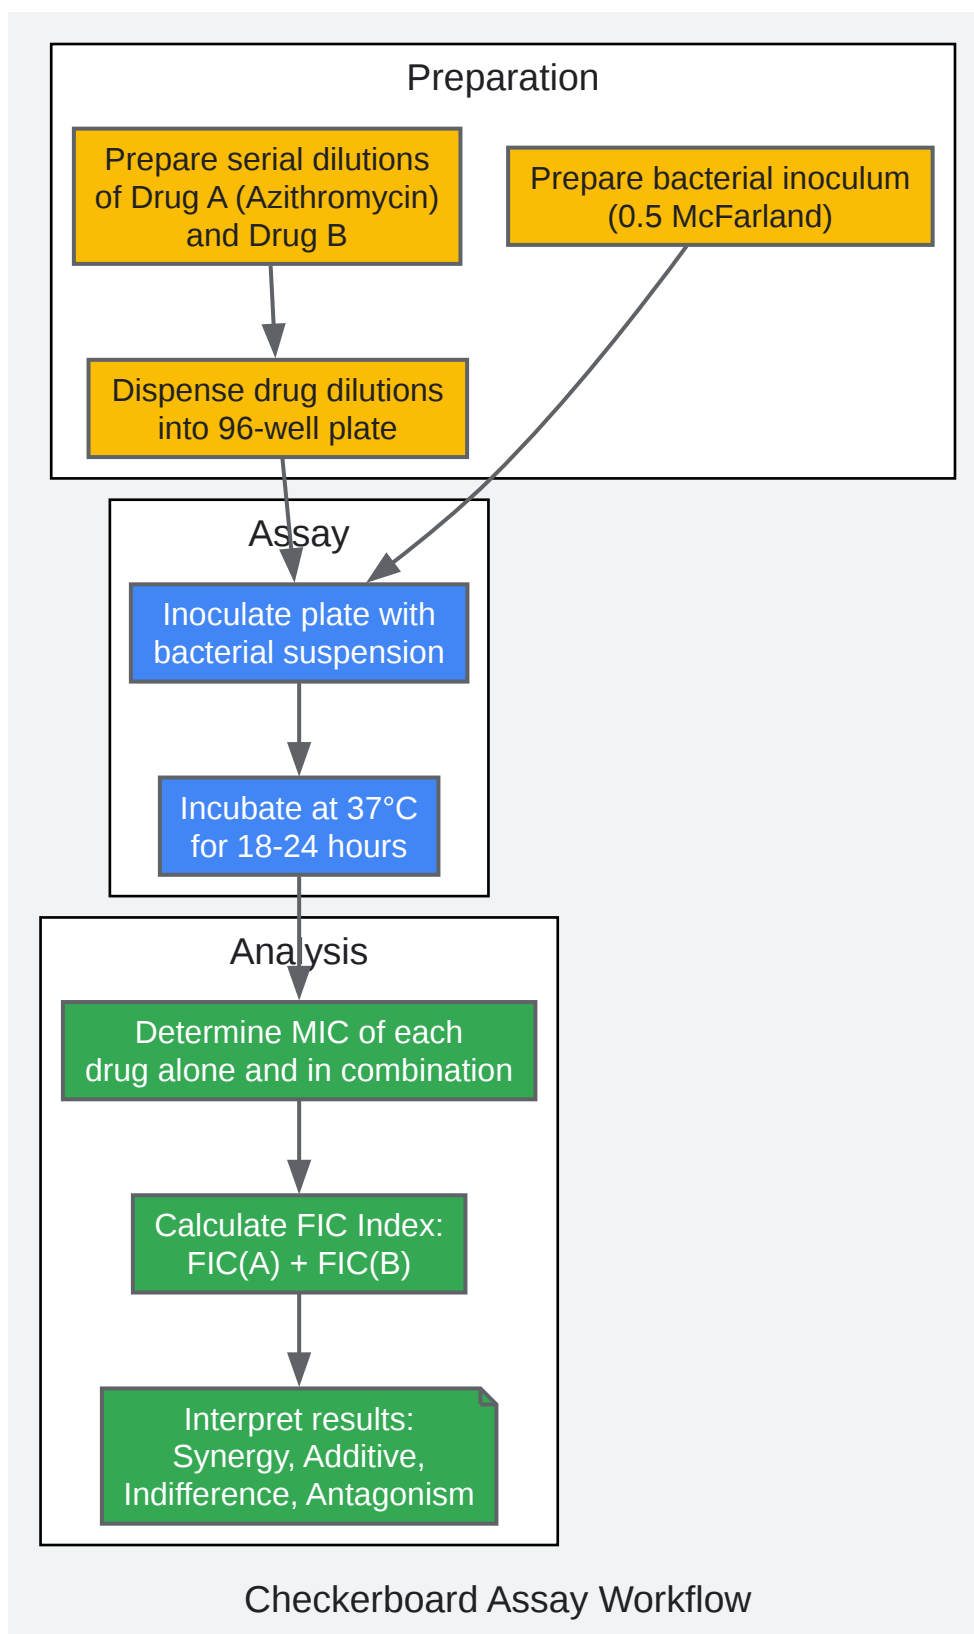 Preparation
Prepare serial dilutions
of Drug A (Azithromycin)
and Drug B
Prepare bacterial inoculum
(0.5 McFarland)
Dispense drug dilutions
into 96-well plate
Assay
Inoculate plate with
bacterial suspension
Incubate at 37°C
for 18-24 hours
Analysis
Determine MIC of each
drug alone and in combination
Calculate FIC Index:
FIC(A) + FIC(B)
Interpret results:
Synergy, Additive,
Indifference, Antagonism
Checkerboard Assay Workflow